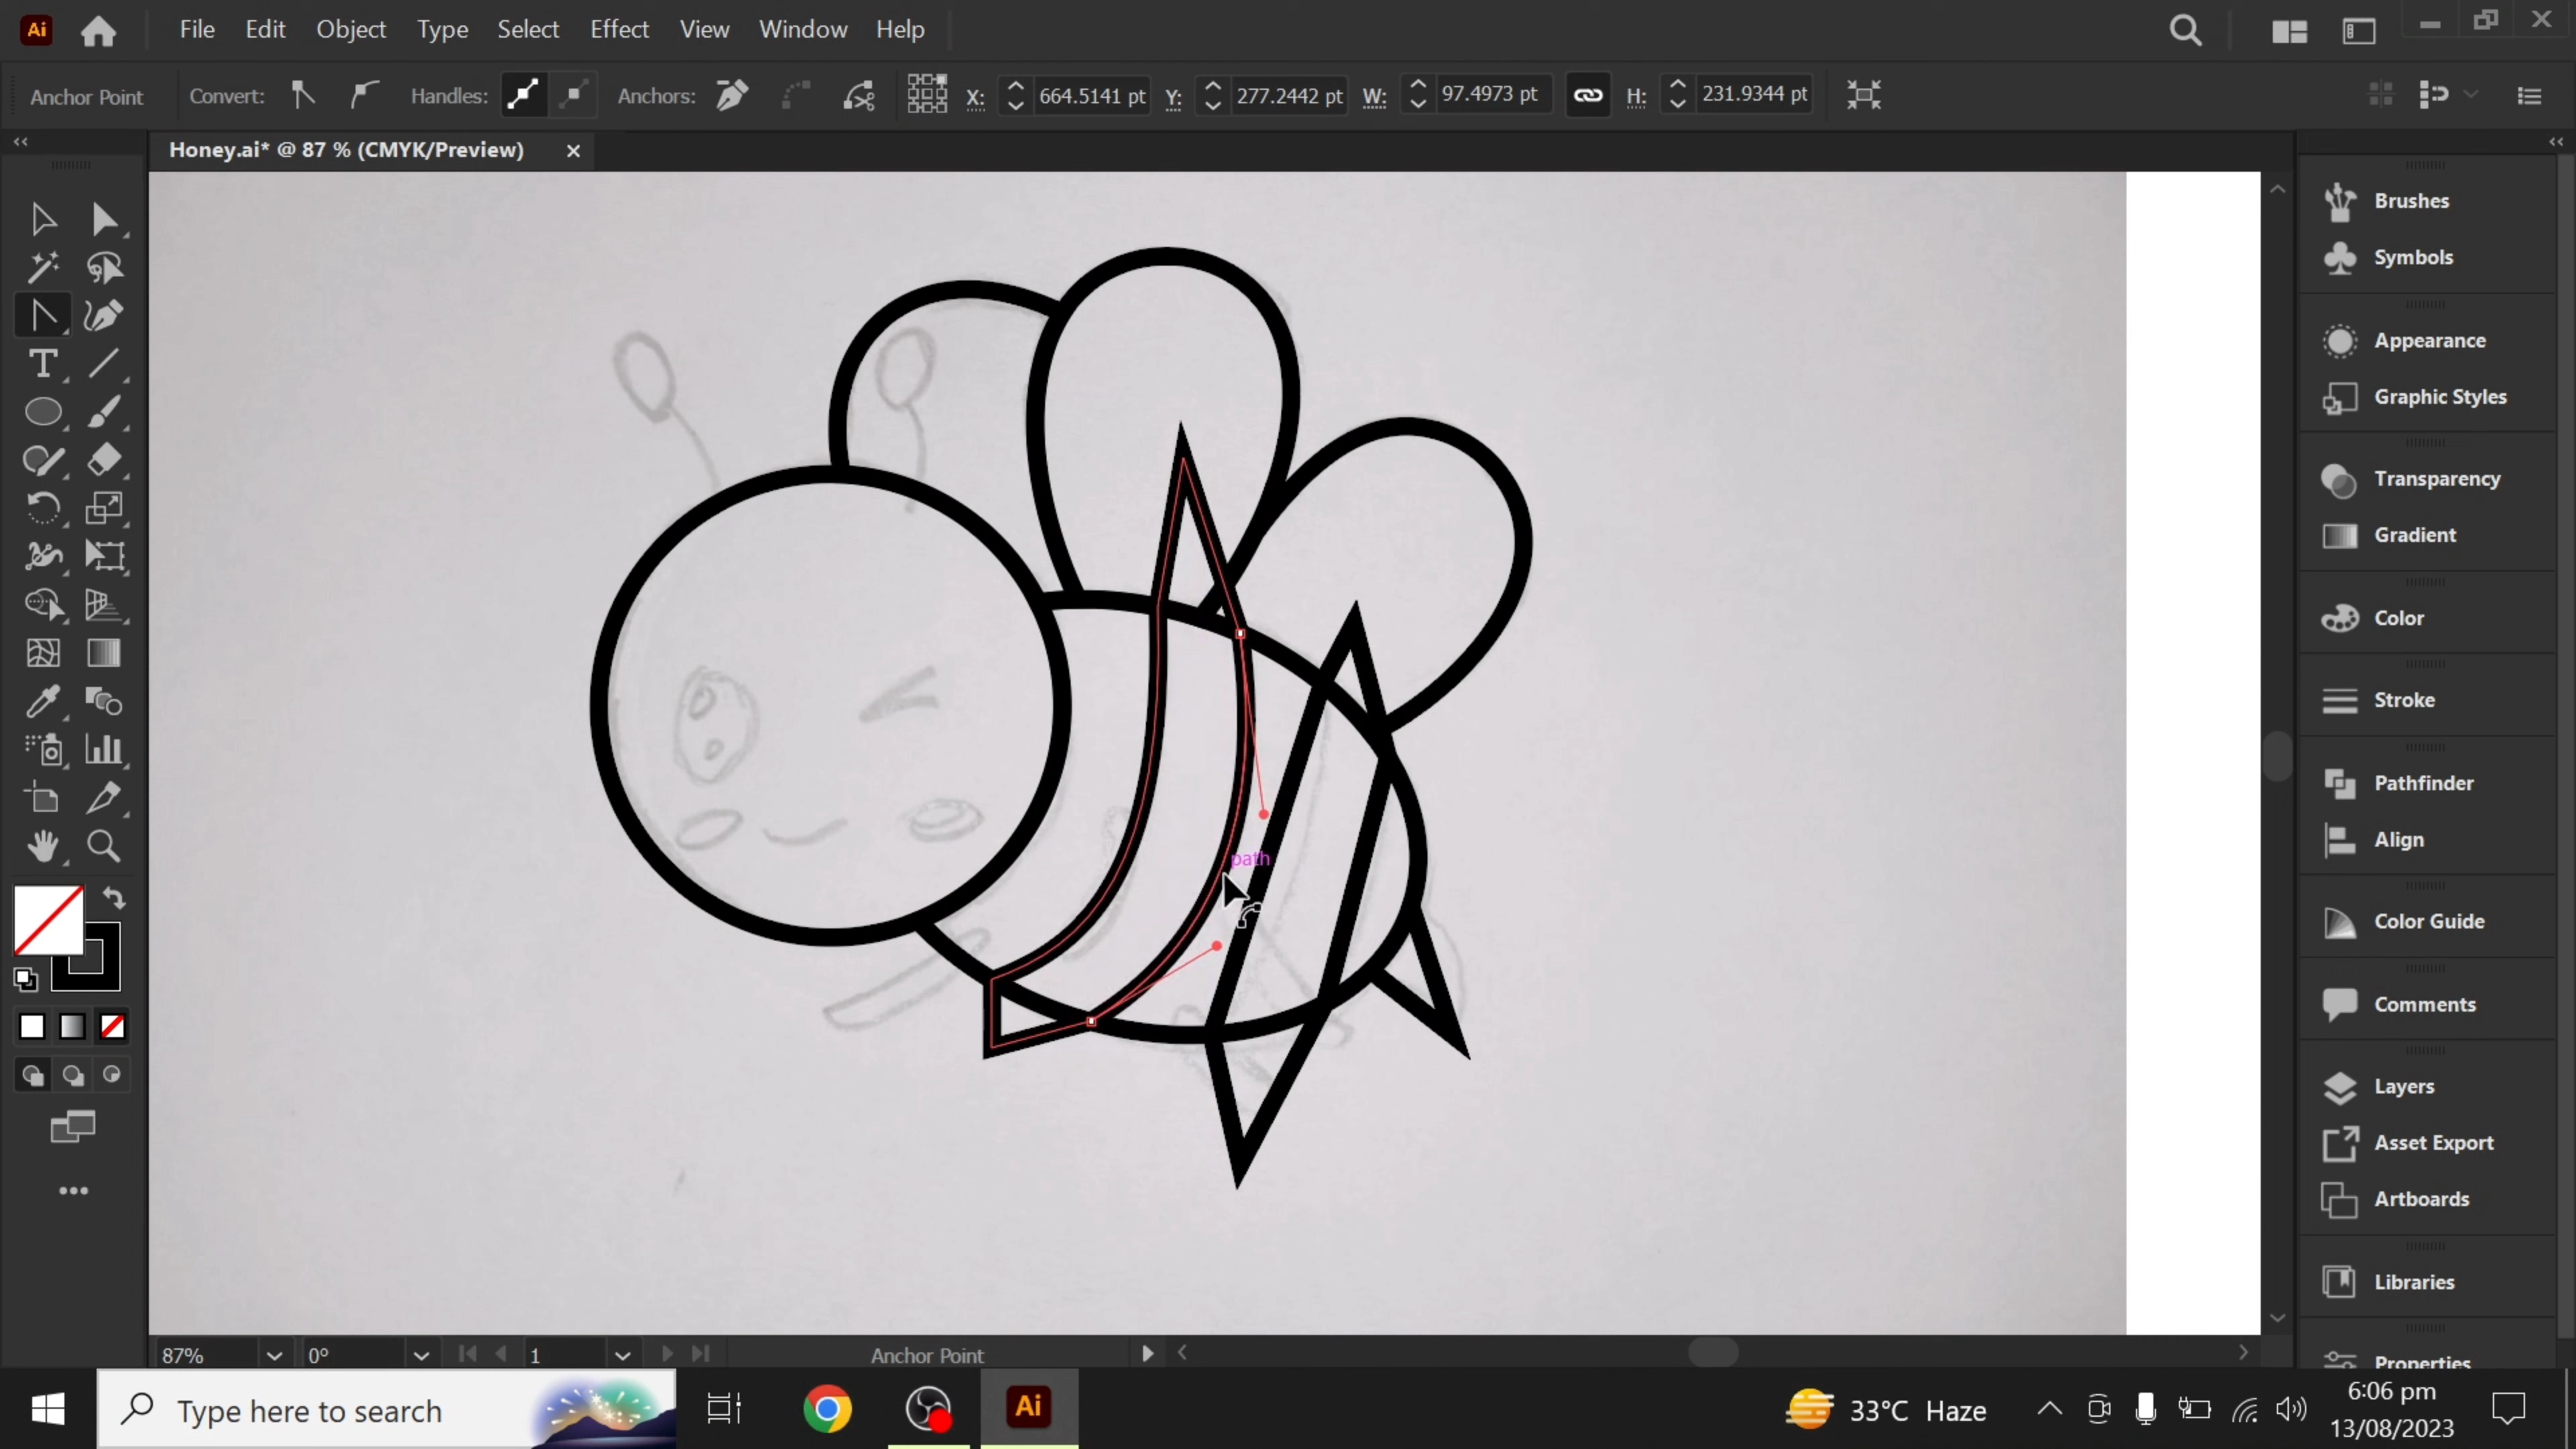 Ai File Edit Object Type Select Effect View Window Help
Anchor Point Convert: Handles: Anchors: X: 664.5141 pt Y: 277.2442 pt W: 97.4973 pt H: 231.9344 pt
Honey.ai* @ 87 % (CMYK/Preview)
Brushes
Symbols
Appearance
Graphic Styles
Transparency
Gradient
Color
Stroke
Pathfinder
Align
Color Guide
Comments
Layers
Asset Export
Artboards
Libraries
Properties
path
87% 0° 1 Anchor Point
Type here to search
Ai
33°C Haze
6:06 pm
13/08/2023